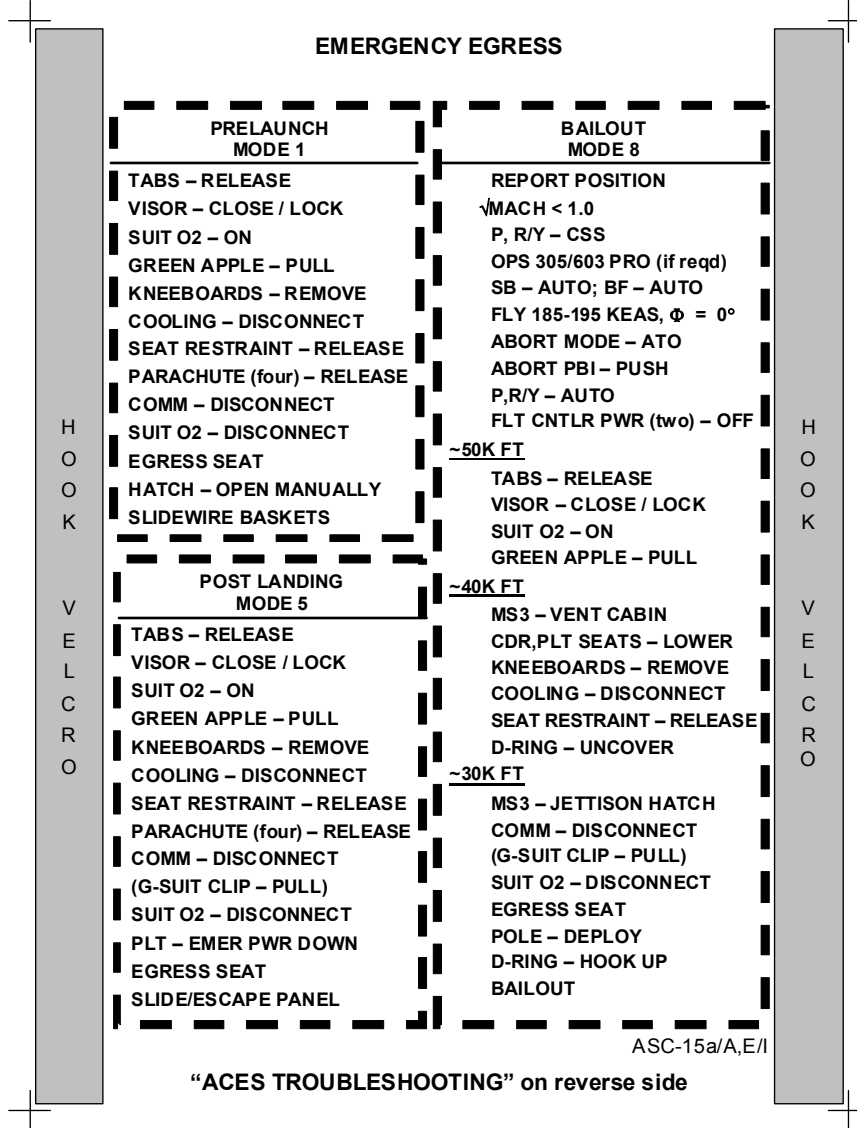 EMERGENCY EGRESS
PRELAUNCH
MODE 1
TABS – RELEASE
VISOR – CLOSE / LOCK
SUIT O2 – ON
GREEN APPLE – PULL
KNEEBOARDS – REMOVE
COOLING – DISCONNECT
SEAT RESTRAINT – RELEASE
PARACHUTE (four) – RELEASE
COMM – DISCONNECT
SUIT O2 – DISCONNECT
EGRESS SEAT
HATCH – OPEN MANUALLY
SLIDEWIRE BASKETS
POST LANDING
MODE 5
TABS – RELEASE
VISOR – CLOSE / LOCK
SUIT O2 – ON
GREEN APPLE – PULL
KNEEBOARDS – REMOVE
COOLING – DISCONNECT
SEAT RESTRAINT – RELEASE
PARACHUTE (four) – RELEASE
COMM – DISCONNECT
(G-SUIT CLIP – PULL)
SUIT O2 – DISCONNECT
PLT – EMER PWR DOWN
EGRESS SEAT
SLIDE/ESCAPE PANEL
BAILOUT
MODE 8
REPORT POSITION
√MACH < 1.0
P, R/Y – CSS
OPS 305/603 PRO (if reqd)
SB – AUTO; BF – AUTO
FLY 185-195 KEAS, Φ = 0°
ABORT MODE – ATO
ABORT PBI – PUSH
P,R/Y – AUTO
FLT CNTLR PWR (two) – OFF
~50K FT
TABS – RELEASE
VISOR – CLOSE / LOCK
SUIT O2 – ON
GREEN APPLE – PULL
~40K FT
MS3 – VENT CABIN
CDR,PLT SEATS – LOWER
KNEEBOARDS – REMOVE
COOLING – DISCONNECT
SEAT RESTRAINT – RELEASE
D-RING – UNCOVER
~30K FT
MS3 – JETTISON HATCH
COMM – DISCONNECT
(G-SUIT CLIP – PULL)
SUIT O2 – DISCONNECT
EGRESS SEAT
POLE – DEPLOY
D-RING – HOOK UP
BAILOUT
HOOK VELCRO
HOOK VELCRO
ASC-15a/A,E/I
“ACES TROUBLESHOOTING” on reverse side